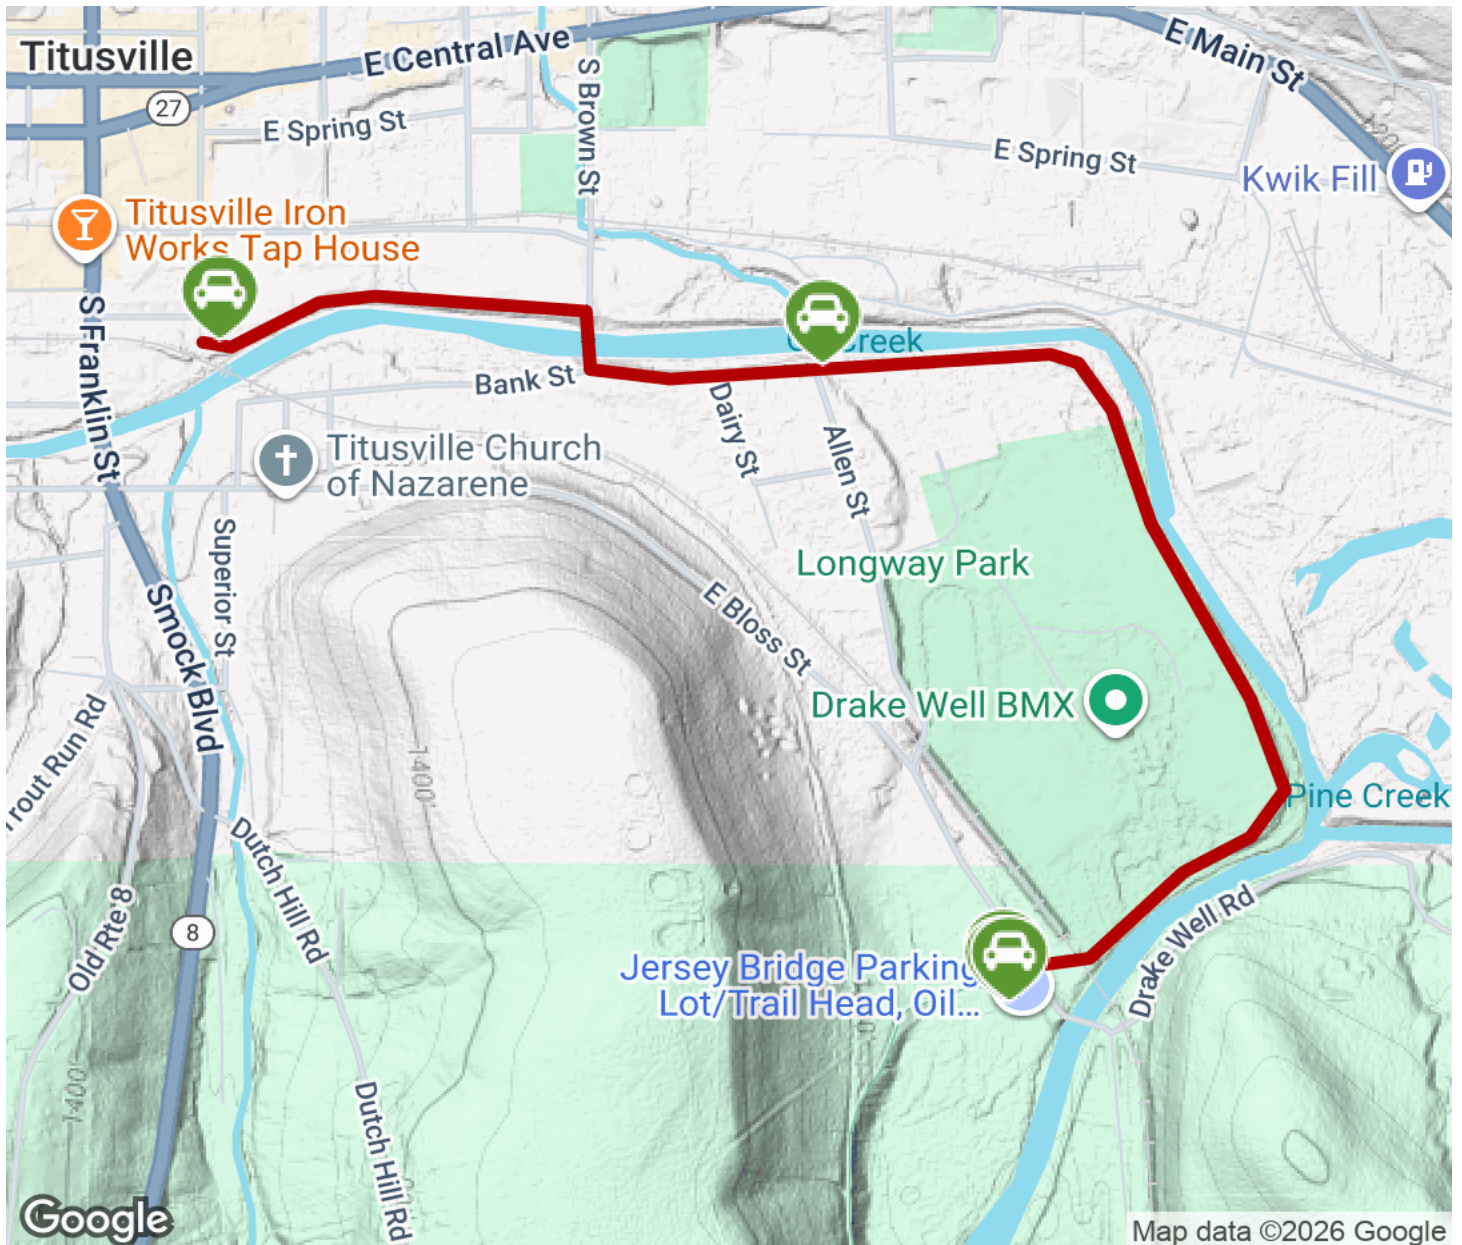 Titusville
E Central Ave
E Main St
27
E Spring St
S Brown St
E Spring St
Kwik Fill
Titusville Iron
Works Tap House
S Franklin St
Creek
Bank St
Dairy St
Allen St
Titusville Church
of Nazarene
Superior St
Longway Park
E Bloss St
Smock Blvd
Drake Well BMX
Trout Run Rd
1400'
Pine Creek
Dutch Hill Rd
Old Rte 8
8
Drake Well Rd
Jersey Bridge Parking
Lot/Trail Head, Oil...
1400
Dutch Hill Rd
Google
Map data ©2026 Google